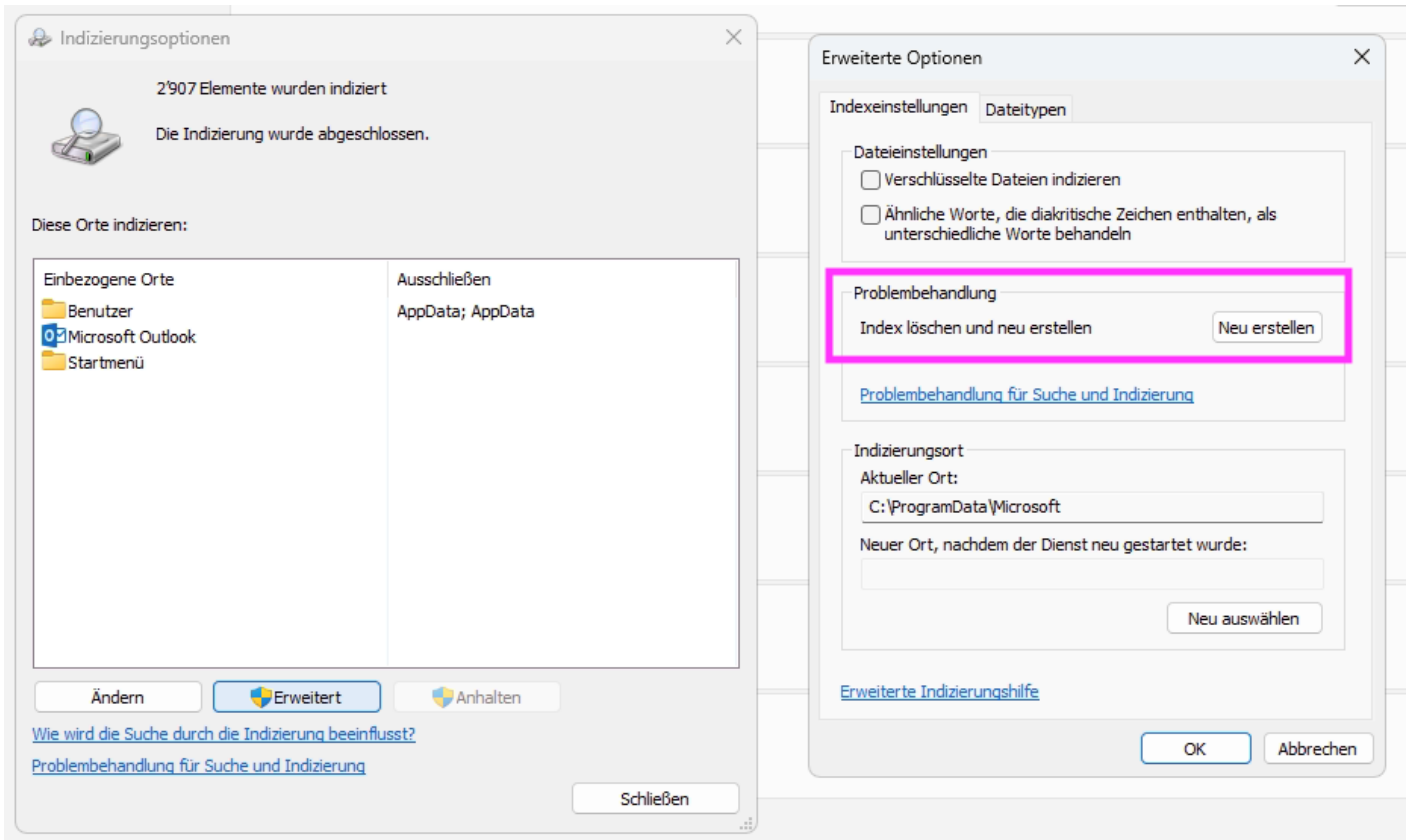 Indizierungsoptionen
2'907 Elemente wurden indiziert
Die Indizierung wurde abgeschlossen.
Diese Orte indizieren:
Einbezogene Orte Ausschließen
Benutzer AppData; AppData
Microsoft Outlook
Startmenü
Ändern Erweitert Anhalten
Wie wird die Suche durch die Indizierung beeinflusst?
Problembehandlung für Suche und Indizierung
Schließen
Erweiterte Optionen
Indexeinstellungen Dateitypen
Dateieinstellungen
Verschlüsselte Dateien indizieren
Ähnliche Worte, die diakritische Zeichen enthalten, als
unterschiedliche Worte behandeln
Problembehandlung
Index löschen und neu erstellen Neu erstellen
Problembehandlung für Suche und Indizierung
Indizierungsort
Aktueller Ort:
C:\ProgramData\Microsoft
Neuer Ort, nachdem der Dienst neu gestartet wurde:
Neu auswählen
Erweiterte Indizierungshilfe
OK Abbrechen